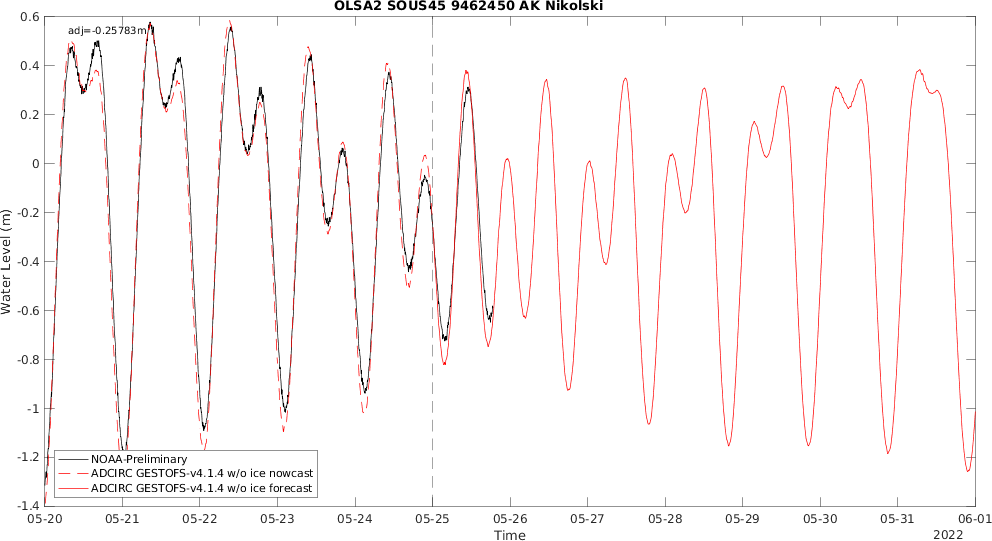 OLSA2 SOUS45 9462450 AK Nikolski
adj=-0.25783m
0.6
0.4
0.2
0
-0.2
-0.4
-0.6
-0.8
-1
-1.2
-1.4
Water Level (m)
NOAA-Preliminary
ADCIRC GESTOFS-v4.1.4 w/o ice nowcast
ADCIRC GESTOFS-v4.1.4 w/o ice forecast
05-20 05-21 05-22 05-23 05-24 05-25 05-26 05-27 05-28 05-29 05-30 05-31 06-01
Time
2022